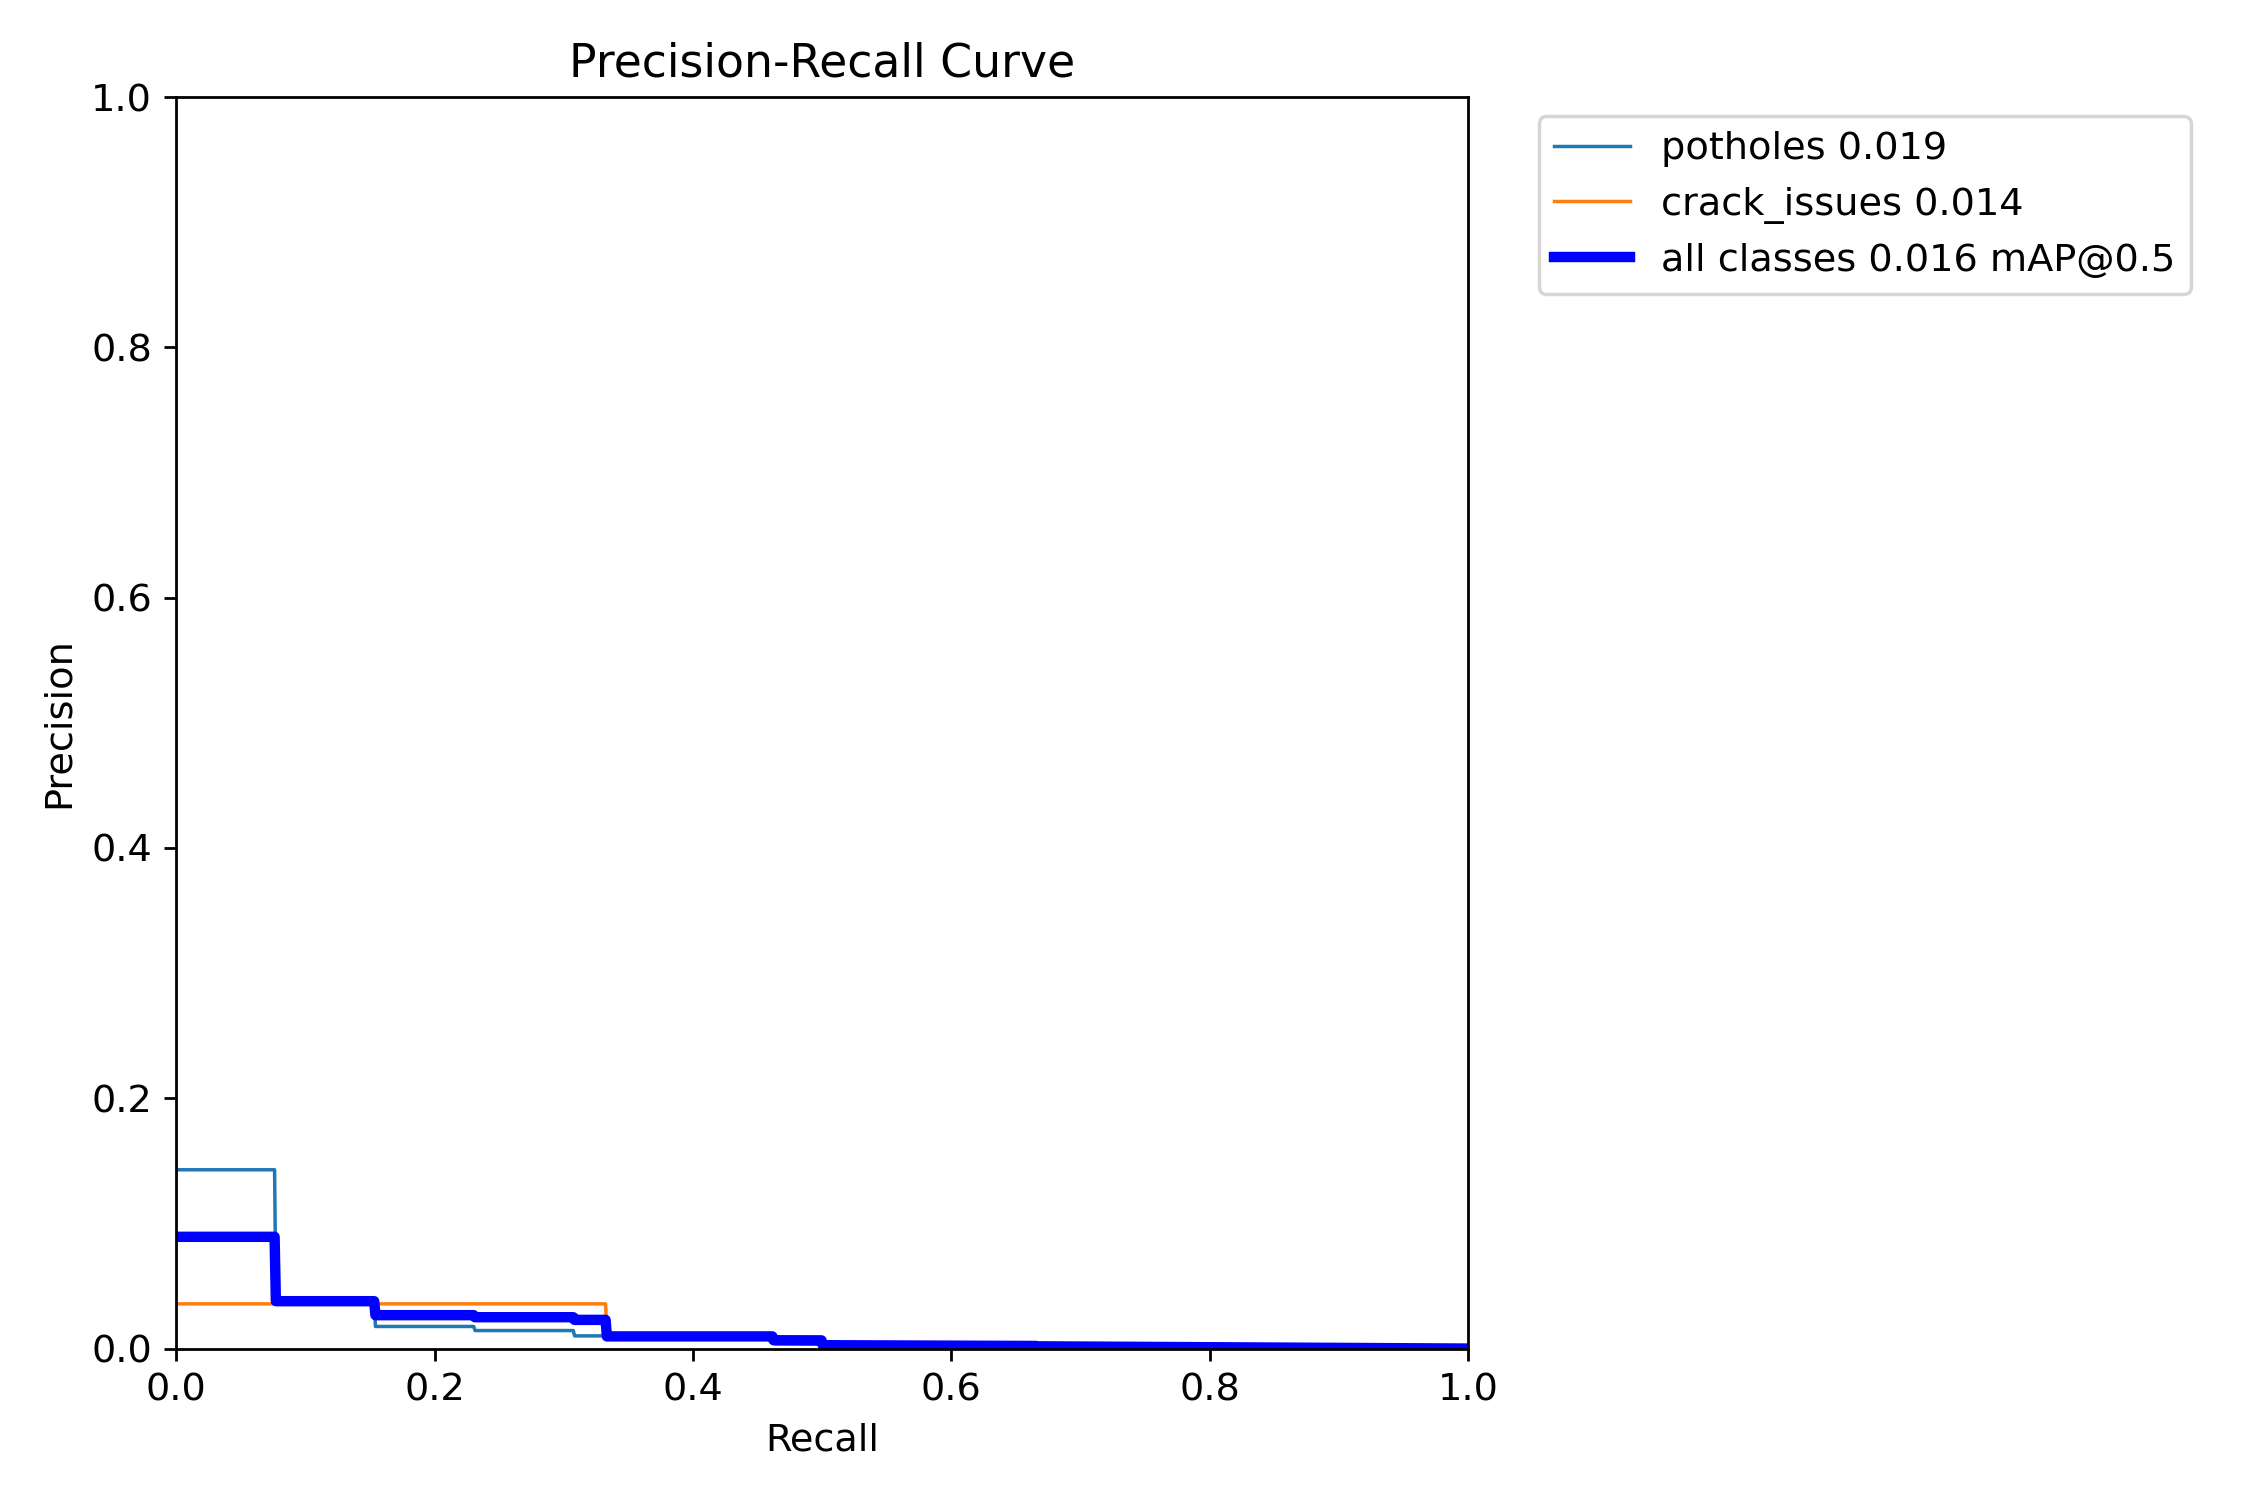 Precision-Recall Curve
1.0
0.8
0.6
0.4
0.2
0.0
Precision
0.0 0.2 0.4 0.6 0.8 1.0
Recall
potholes 0.019
crack_issues 0.014
all classes 0.016 mAP@0.5